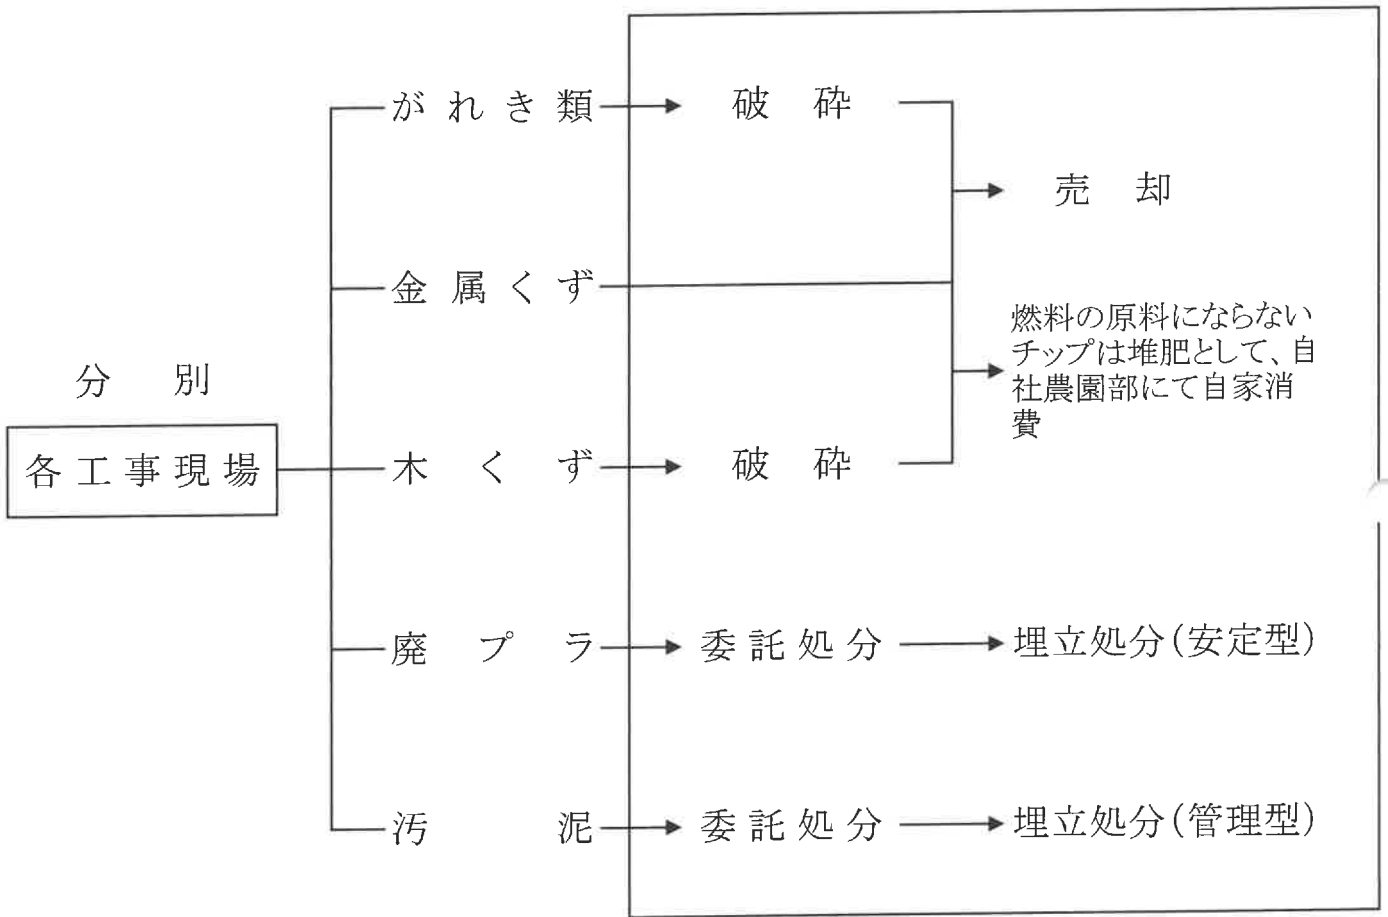 がれき類
破砕
売却
金属くず
燃料の原料にならない
チップは堆肥として、自
社農園部にて自家消
費
分別
各工事現場
木くず
破砕
廃プラ
委託処分
埋立処分(安定型)
汚泥
委託処分
埋立処分(管理型)